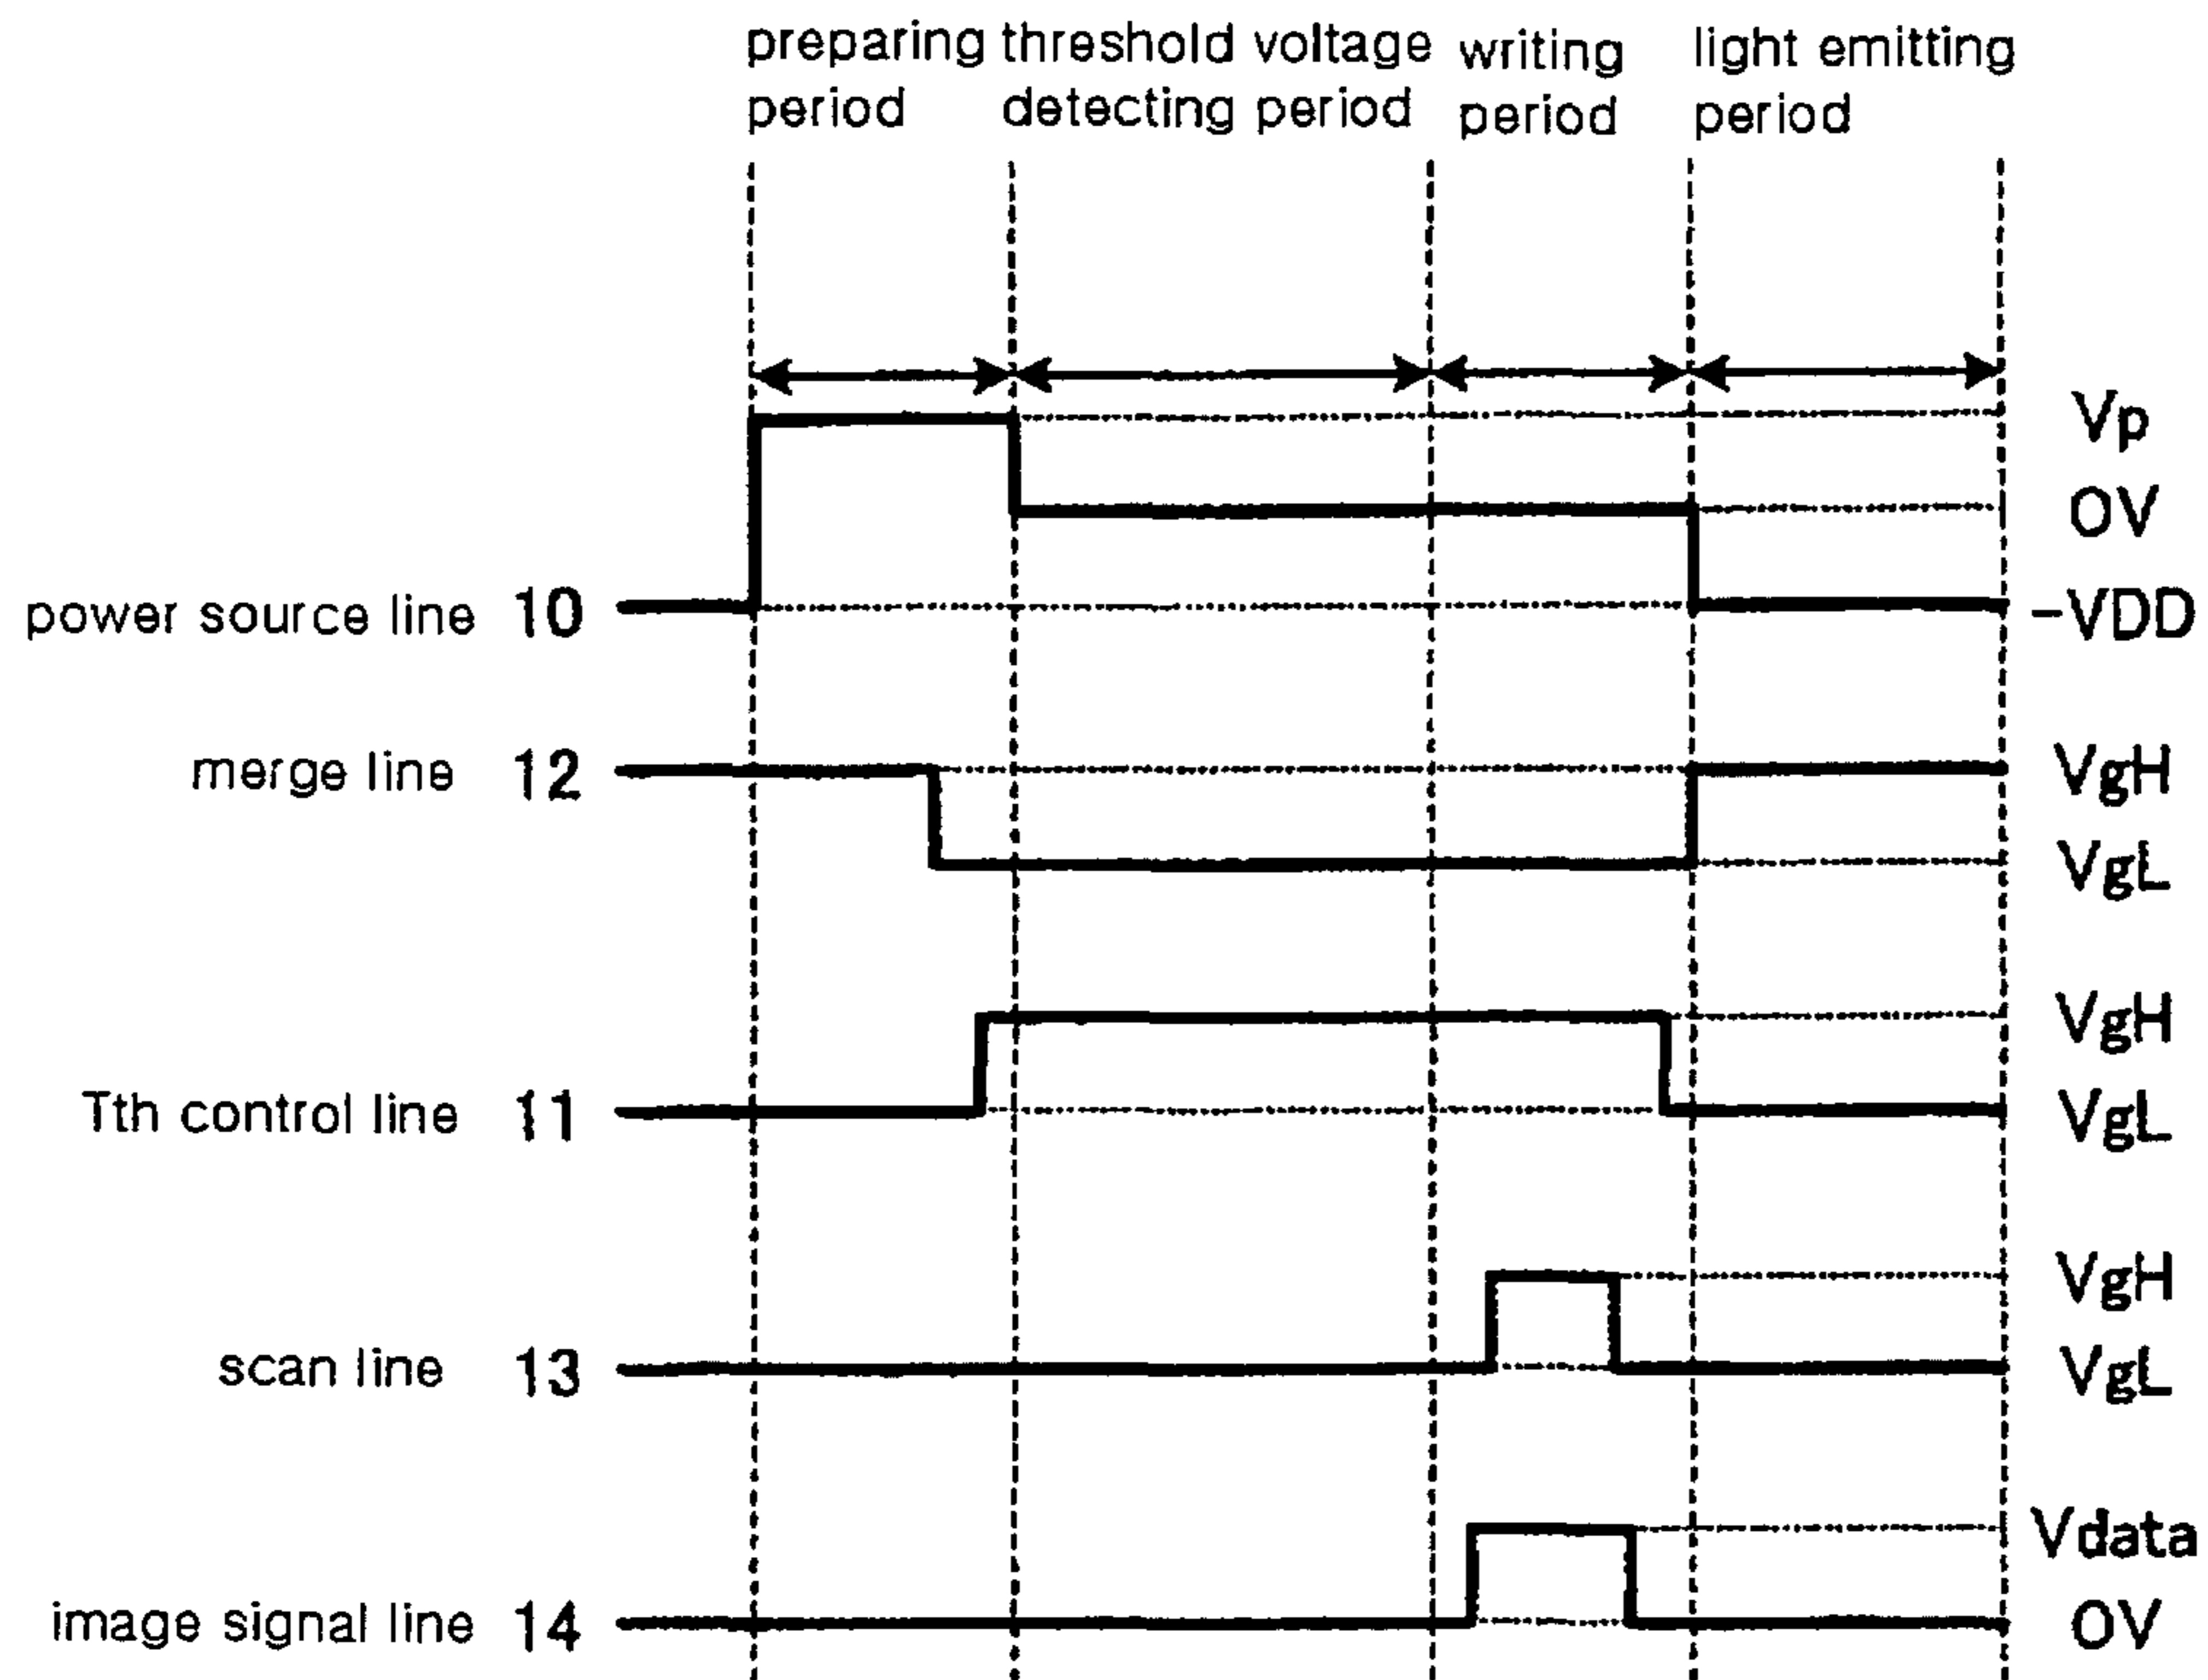 preparing threshold voltage writing light emitting
period detecting period period period
Vp
0V
power source line 10 -VDD
merge line 12 VgH
VgL
VgH
Tth control line 11 VgL
VgH
scan line 13 VgL
Vdata
image signal line 14 0V